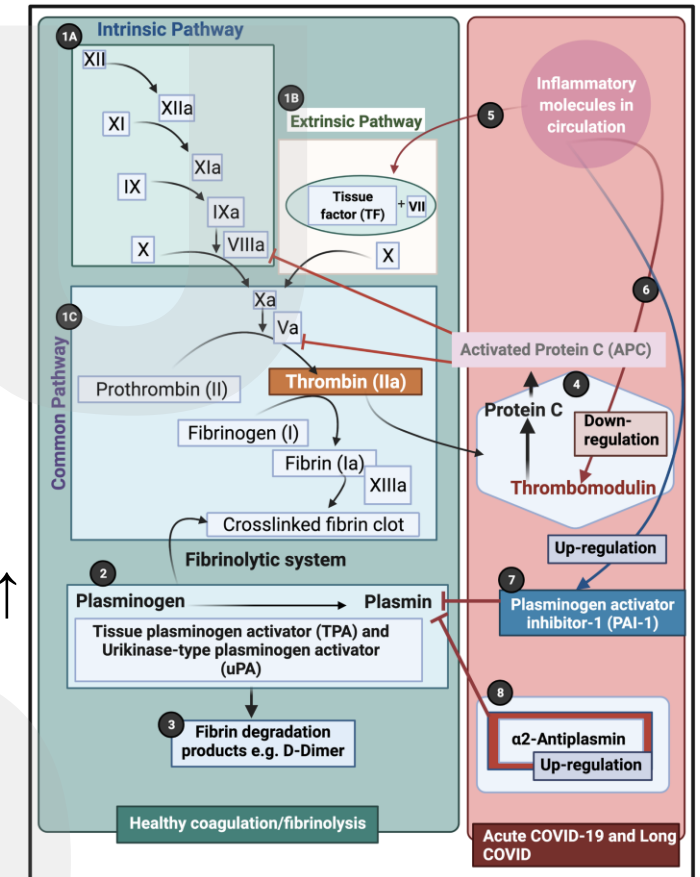 Intrinsic Pathway
1A
XII
XIIa
XI
XIa
IX
IXa
VIIIa
X
1B
Extrinsic Pathway
Tissue
factor (TF)
+
VII
X
5
Inflammatory
molecules in
circulation
6
1C
Common Pathway
Xa
Va
Prothrombin (II)
Thrombin (IIa)
Fibrinogen (I)
Fibrin (Ia)
XIIIa
Crosslinked fibrin clot
Activated Protein C (APC)
4
Protein C
Down-
regulation
Thrombomodulin
Up-regulation
Fibrinolytic system
2
Plasminogen
Plasmin
Tissue plasminogen activator (TPA) and
Urikinase-type plasminogen activator
(uPA)
7
Plasminogen activator
inhibitor-1 (PAI-1)
3
Fibrin degradation
products e.g. D-Dimer
8
α2-Antiplasmin
Up-regulation
Healthy coagulation/fibrinolysis
Acute COVID-19 and Long
COVID